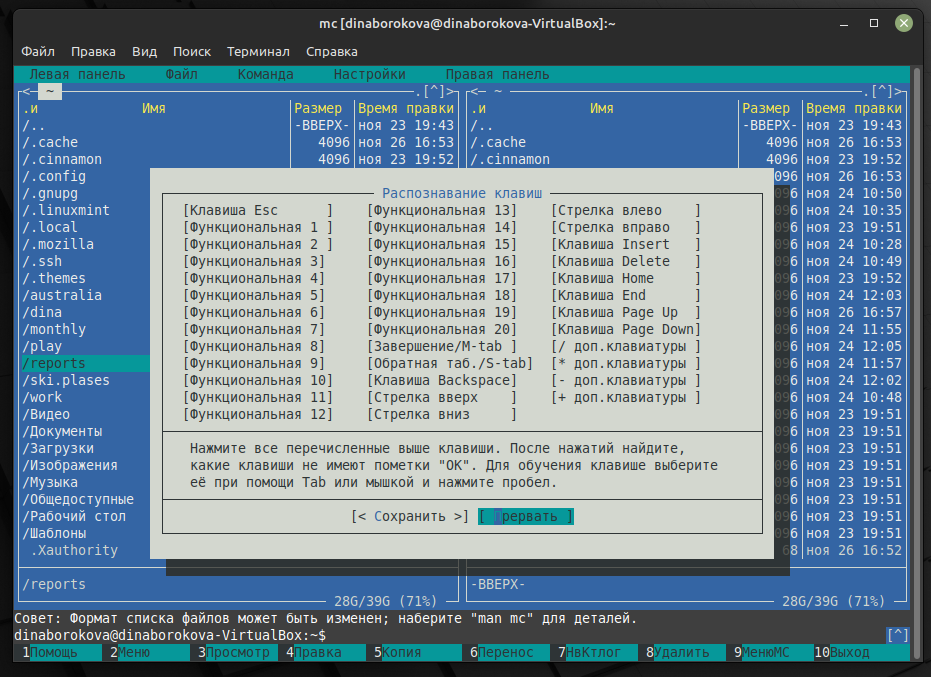 mc [dinaborokova@dinaborokova-VirtualBox]:~
Файл Правка Вид Поиск Терминал Справка
Левая панель Файл Команда Настройки Правая панель
<─ ~ .[^]> <─ ~ .[^]>
.и Имя Размер Время правки .и Имя Размер Время правки
/.. -ВВЕРХ- ноя 23 19:43 /.. -ВВЕРХ- ноя 23 19:43
/.cache 4096 ноя 26 16:53 /.cache 4096 ноя 26 16:53
/.cinnamon 4096 ноя 23 19:52 /.cinnamon 4096 ноя 23 19:52
/.config 096 ноя 26 16:53
/.gnupg Распознавание клавиш 096 ноя 24 10:50
/.linuxmint [Клавиша Esc ] [Функциональная 13] [Стрелка влево ] 096 ноя 24 10:35
/.local [Функциональная 1 ] [Функциональная 14] [Стрелка вправо ] 096 ноя 23 19:51
/.mozilla [Функциональная 2 ] [Функциональная 15] [Клавиша Insert ] 096 ноя 24 10:28
/.ssh [Функциональная 3] [Функциональная 16] [Клавиша Delete ] 096 ноя 24 10:49
/.themes [Функциональная 4] [Функциональная 17] [Клавиша Home ] 096 ноя 23 19:52
/australia [Функциональная 5] [Функциональная 18] [Клавиша End ] 096 ноя 24 12:03
/dina [Функциональная 6] [Функциональная 19] [Клавиша Page Up ] 096 ноя 26 16:57
/monthly [Функциональная 7] [Функциональная 20] [Клавиша Page Down] 096 ноя 24 11:55
/play [Функциональная 8] [Завершение/M-tab ] [/ доп.клавиатуры ] 096 ноя 24 12:05
/reports [Функциональная 9] [Обратная таб./S-tab] [* доп.клавиатуры ] 096 ноя 24 11:57
/ski.plases [Функциональная 10] [Клавиша Backspace] [- доп.клавиатуры ] 096 ноя 24 12:02
/work [Функциональная 11] [Стрелка вверх ] [+ доп.клавиатуры ] 096 ноя 24 10:48
/Видео [Функциональная 12] [Стрелка вниз ] 096 ноя 23 19:51
/Документы 096 ноя 23 19:51
/Загрузки Нажмите все перечисленные выше клавиши. После нажатий найдите, 096 ноя 23 19:51
/Изображения какие клавиши не имеют пометки "OK". Для обучения клавише выберите 096 ноя 23 19:51
/Музыка её при помощи Tab или мышкой и нажмите пробел. 096 ноя 23 19:51
/Общедоступные 096 ноя 23 19:51
/Рабочий стол [< Сохранить >] [ Прервать ] 096 ноя 23 19:51
/Шаблоны 096 ноя 23 19:51
.Xauthority 68 ноя 26 16:52
/reports -ВВЕРХ-
28G/39G (71%) 28G/39G (71%)
Совет: Формат списка файлов может быть изменен; наберите "man mc" для деталей.
dinaborokova@dinaborokova-VirtualBox:~$ [^]
1Помощь 2Меню 3Просмотр 4Правка 5Копия 6Перенос 7НвКтлог 8Удалить 9МенюМС 10Выход